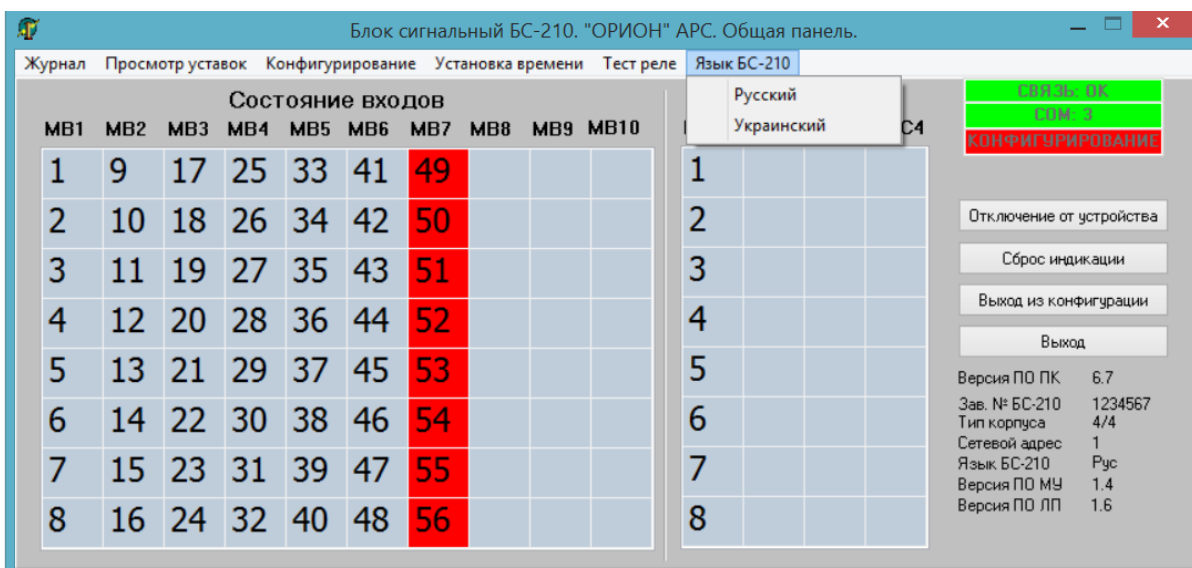 Блок сигнальный БС-210. "ОРИОН" АРС. Общая панель.
Журнал Просмотр уставок Конфигурирование Установка времени Тест реле Язык БС-210
Русский
Украинский
Состояние входов
МВ1 МВ2 МВ3 МВ4 МВ5 МВ6 МВ7 МВ8 МВ9 МВ10
1 9 17 25 33 41 49
2 10 18 26 34 42 50
3 11 19 27 35 43 51
4 12 20 28 36 44 52
5 13 21 29 37 45 53
6 14 22 30 38 46 54
7 15 23 31 39 47 55
8 16 24 32 40 48 56
С4
1
2
3
4
5
6
7
8
СВЯЗЬ: ОК
COM: 3
КОНФИГУРИРОВАНИЕ
Отключение от устройства
Сброс индикации
Выход из конфигурации
Выход
Версия ПО ПК 6.7
Зав. № БС-210 1234567
Тип корпуса 4/4
Сетевой адрес 1
Язык БС-210 Рус
Версия ПО МУ 1.4
Версия ПО ЛП 1.6